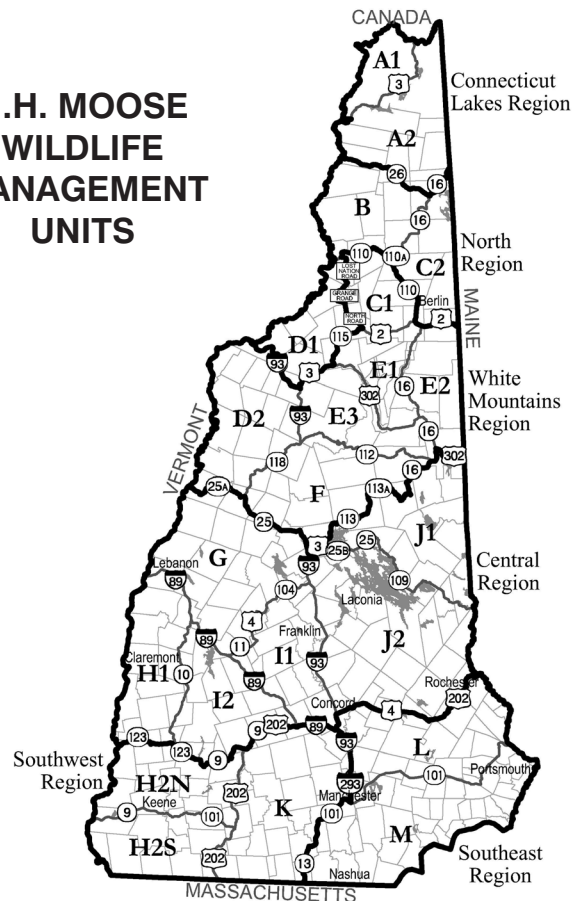 CANADA
A1
3
Connecticut
Lakes Region
.H. MOOSE
WILDLIFE
ANAGEMENT
UNITS
A2
26
16
B
16
North
Region
110
110A
C2
LOST
NATION
ROAD
GRANGE
ROAD
NORTH
ROAD
C1
110
Berlin
2
2
MAINE
115
D1
93
3
E1
302
16
E2
White
Mountains
Region
D2
93
E3
16
302
VERMONT
118
112
16
25A
F
113A
25
113
J1
3
25B
25
93
G
Lebanon
89
Central
Region
104
109
Laconia
4
Franklin
89
11
J2
Claremont
H1
10
I1
93
89
I2
Rochester
202
Concord
4
123
123
9
202
89
9
93
L
Southwest
Region
H2N
Keene
9
202
101
K
293
Manchester
101
101
Portsmouth
H2S
202
M
13
Nashua
Southeast
Region
MASSACHUSETTS